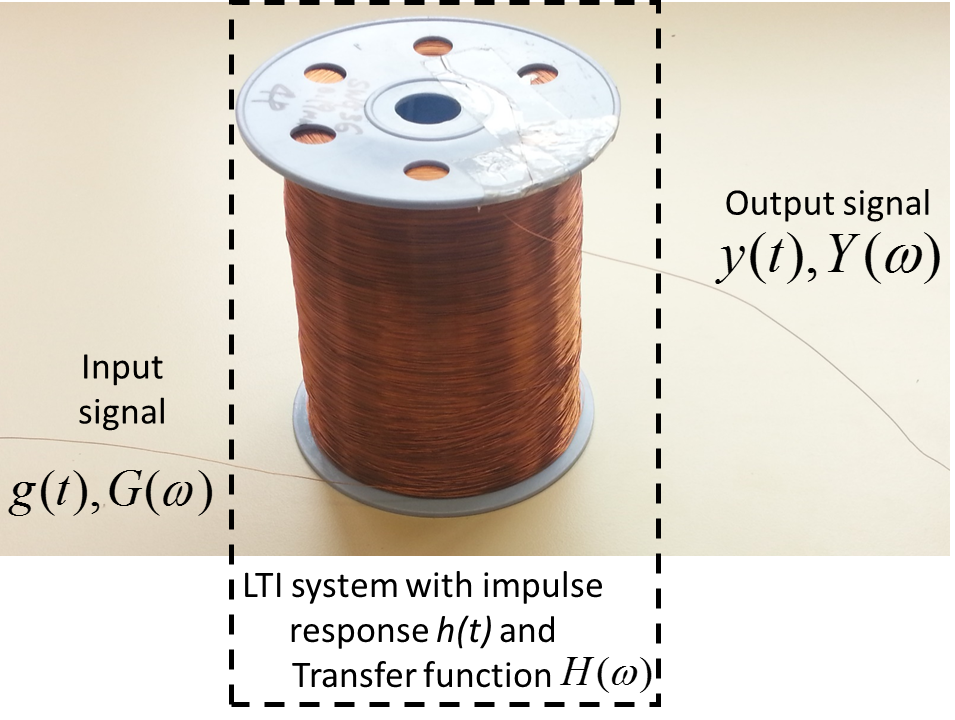 Output signal
y(t), Y(ω)
Input
signal
g(t), G(ω)
LTI system with impulse
response h(t) and
Transfer function H(ω)